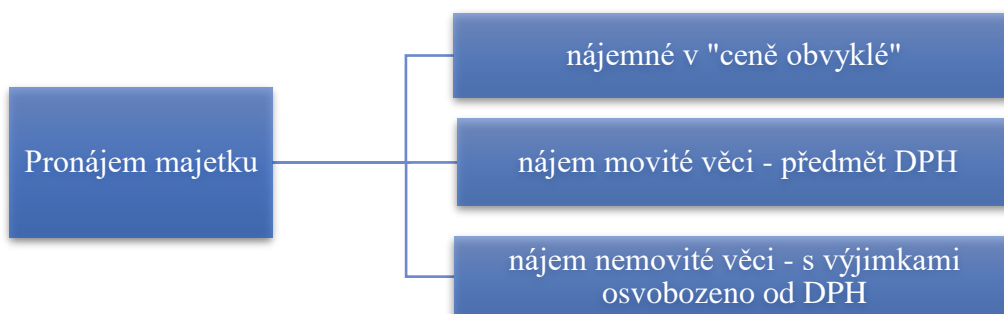 Pronájem majetku
nájemné v "ceně obvyklé"
nájem movité věci - předmět DPH
nájem nemovité věci - s výjimkami
osvobozeno od DPH